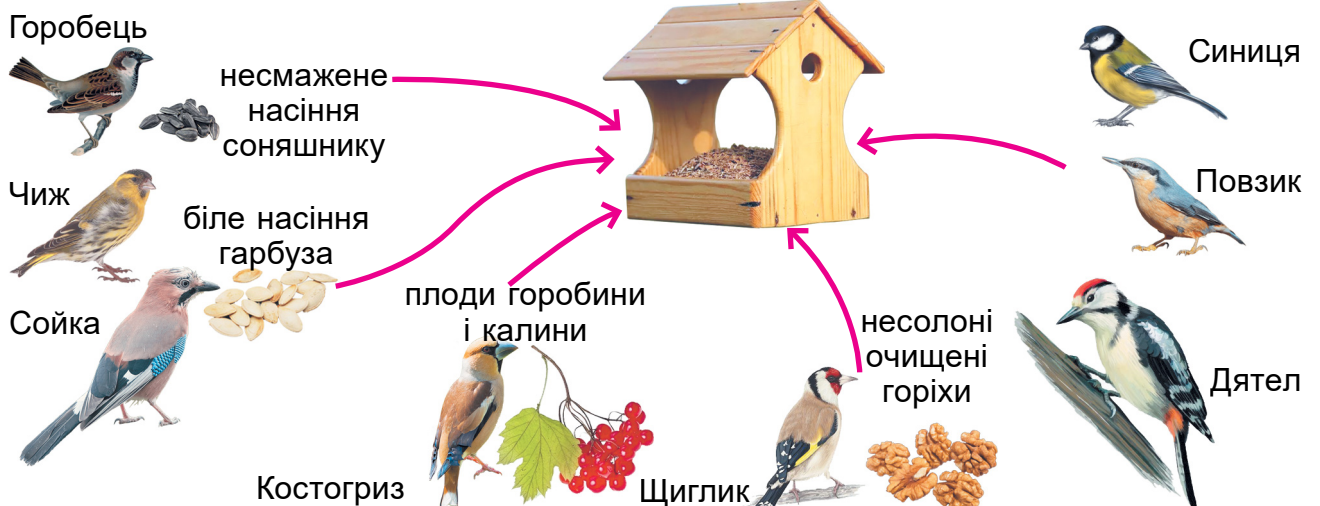 Горобець
несмажене
насіння
соняшнику
Чиж
біле насіння
гарбуза
Сойка
плоди горобини
і калини
Костогриз
Щиглик
несолоні
очищені
горіхи
Синиця
Повзик
Дятел